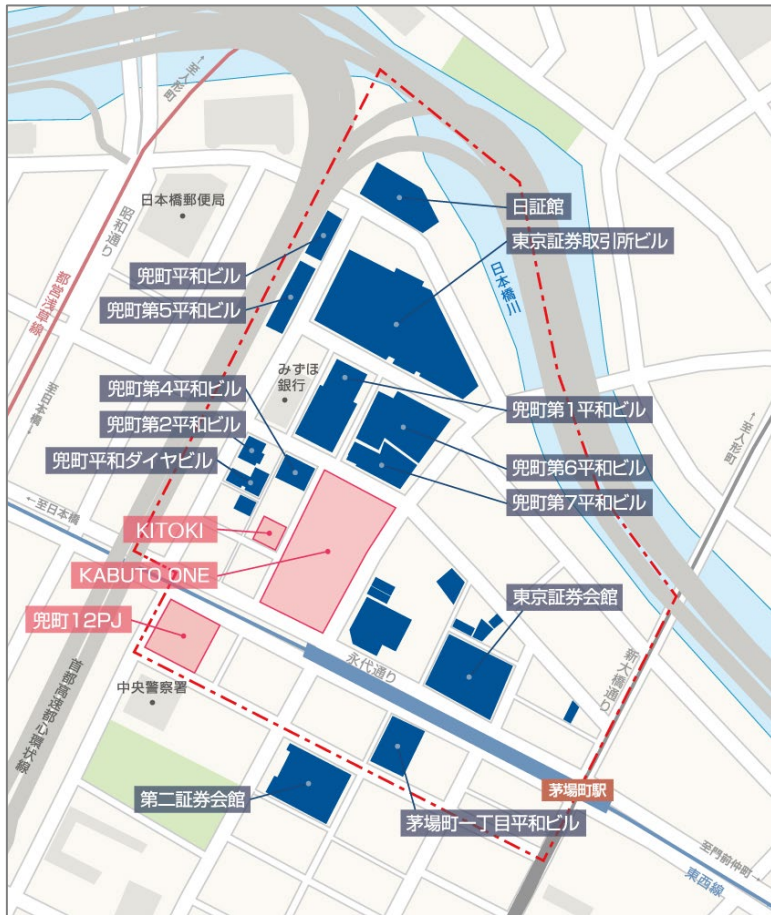 ←至人形町
日本橋郵便局
昭和通り
都営浅草線
至日本橋→
日証館
東京証券取引所ビル
日本橋川
兜町平和ビル
兜町第5平和ビル
みずほ
銀行
兜町第4平和ビル
兜町第2平和ビル
兜町平和ダイヤビル
兜町第1平和ビル
兜町第6平和ビル
兜町第7平和ビル
←至人形町
←至日本橋
KITOKI
KABUTO ONE
兜町12PJ
東京証券会館
新大橋通り
永代通り
中央警察署
首都高速都心環状線
第二証券会館
茅場町駅
茅場町一丁目平和ビル
至門前仲町→
東西線